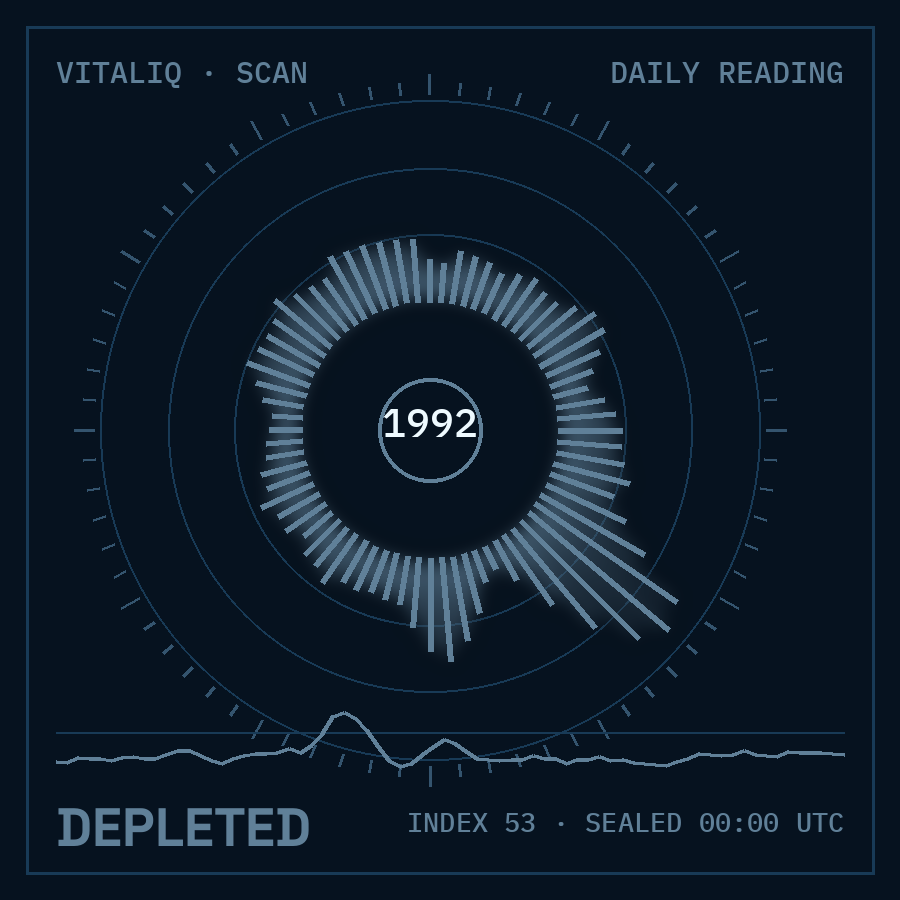 VITALIQ · SCAN
DAILY READING
1992
DEPLETED
INDEX 53 · SEALED 00:00 UTC